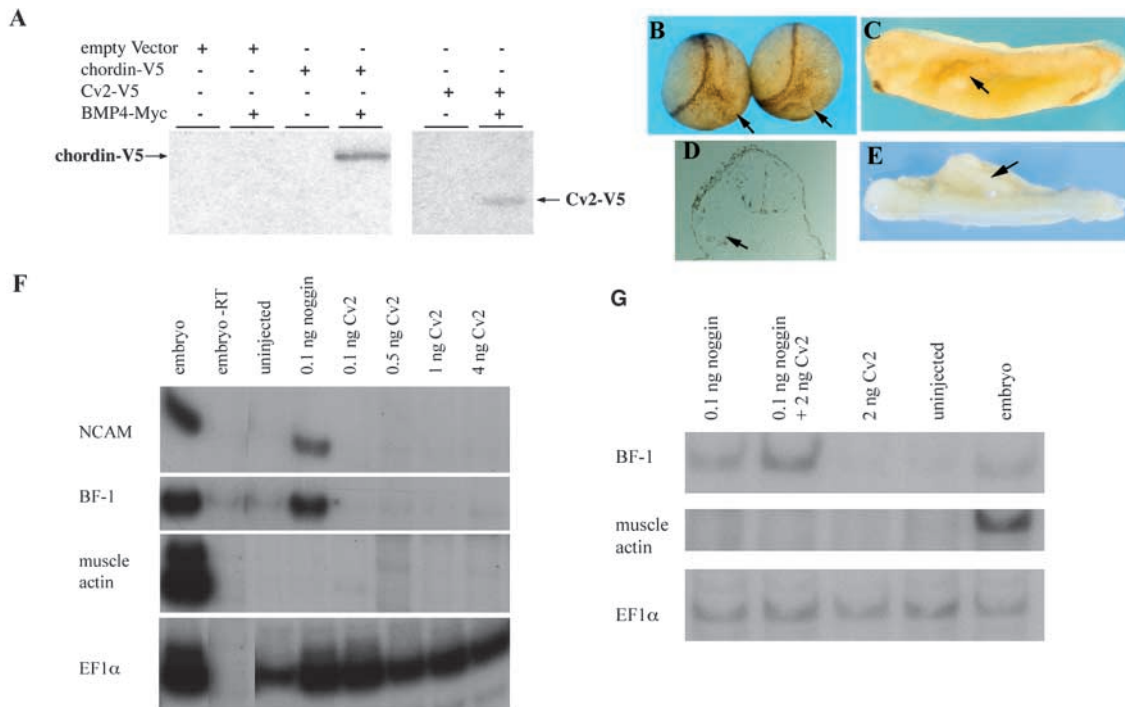 A
empty Vector + + - -
chordin-V5 - - + +
Cv2-V5 - - - - + +
BMP4-Myc - + - + - +
chordin-V5
Cv2-V5
B
C
D
E
F
embryo
embryo -RT
uninjected
0.1 ng noggin
0.1 ng Cv2
0.5 ng Cv2
1 ng Cv2
4 ng Cv2
NCAM
BF-1
muscle
actin
EF1α
G
0.1 ng noggin
0.1 ng noggin
+ 2 ng Cv2
2 ng Cv2
uninjected
embryo
BF-1
muscle
actin
EF1α